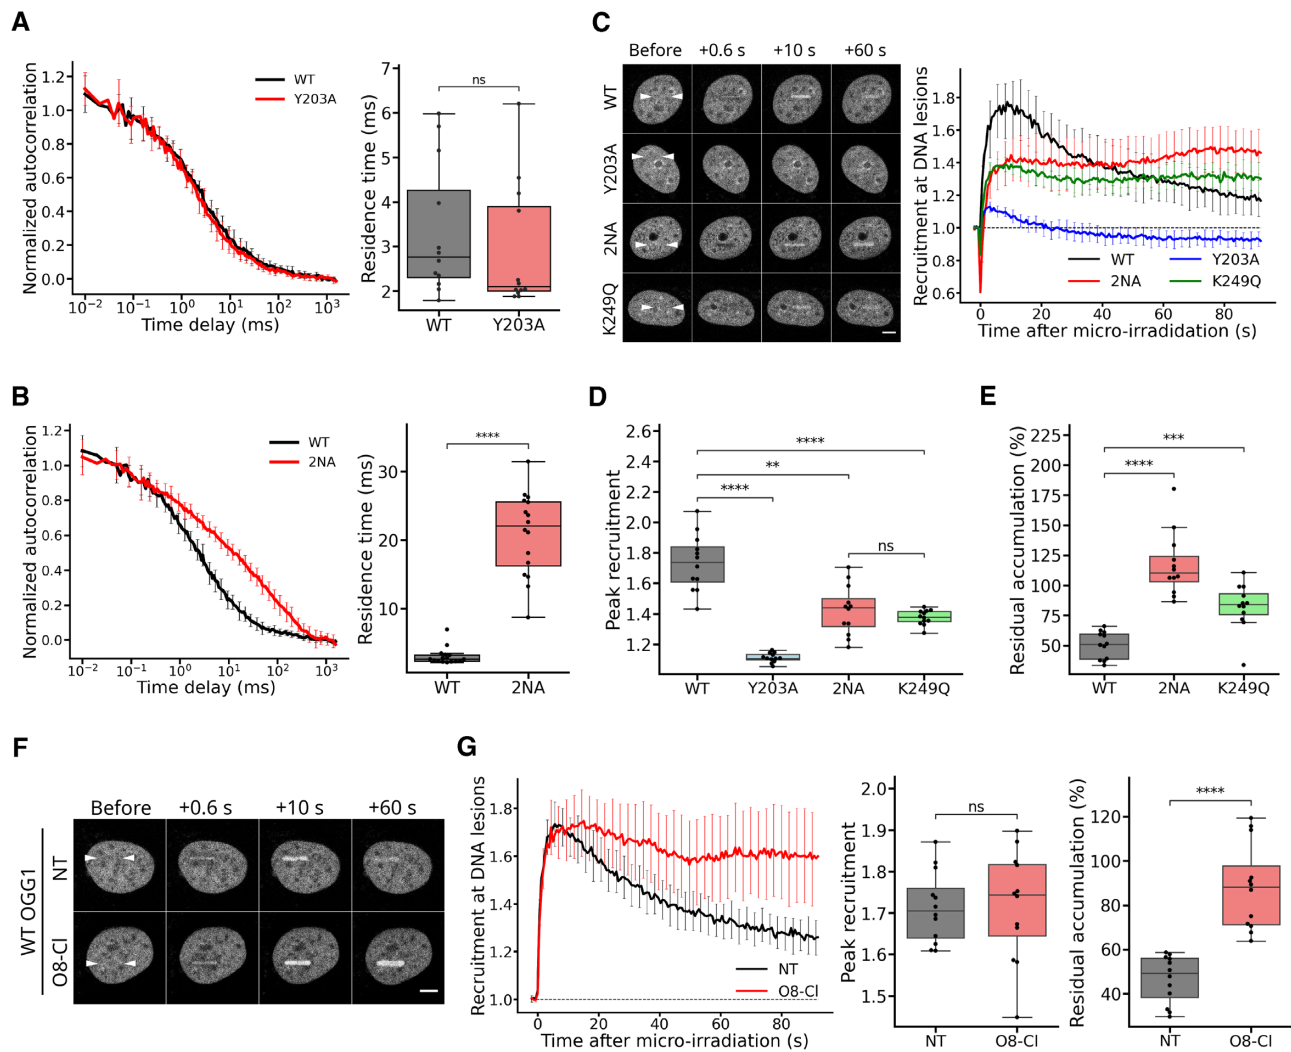 A
Normalized autocorrelation
1.2
1.0
0.8
0.6
0.4
0.2
0.0
WT
Y203A
10⁻² 10⁻¹ 10⁰ 10¹ 10² 10³
Time delay (ms)
Residence time (ms)
7
6
5
4
3
2
ns
WT Y203A
C
Before +0.6 s +10 s +60 s
WT
Y203A
2NA
K249Q
Recruitment at DNA lesions
1.8
1.6
1.4
1.2
1.0
0.8
0.6
WT Y203A
2NA K249Q
0 20 40 60 80
Time after micro-irradidation (s)
B
Normalized autocorrelation
1.2
1.0
0.8
0.6
0.4
0.2
0.0
WT
2NA
10⁻² 10⁻¹ 10⁰ 10¹ 10² 10³
Time delay (ms)
Residence time (ms)
30
20
10
****
WT 2NA
D
Peak recruitment
2.6
2.4
2.2
2.0
1.8
1.6
1.4
1.2
****
**
****
ns
WT Y203A 2NA K249Q
E
Residual accumulation (%)
225
200
175
150
125
100
75
50
***
****
WT 2NA K249Q
F
Before +0.6 s +10 s +60 s
WT OGG1
NT
O8-Cl
G
Recruitment at DNA lesions
1.8
1.6
1.4
1.2
1.0
NT
O8-Cl
0 20 40 60 80
Time after micro-irradiation (s)
Peak recruitment
2.0
1.9
1.8
1.7
1.6
1.5
ns
NT O8-Cl
Residual accumulation (%)
120
100
80
60
40
****
NT O8-Cl